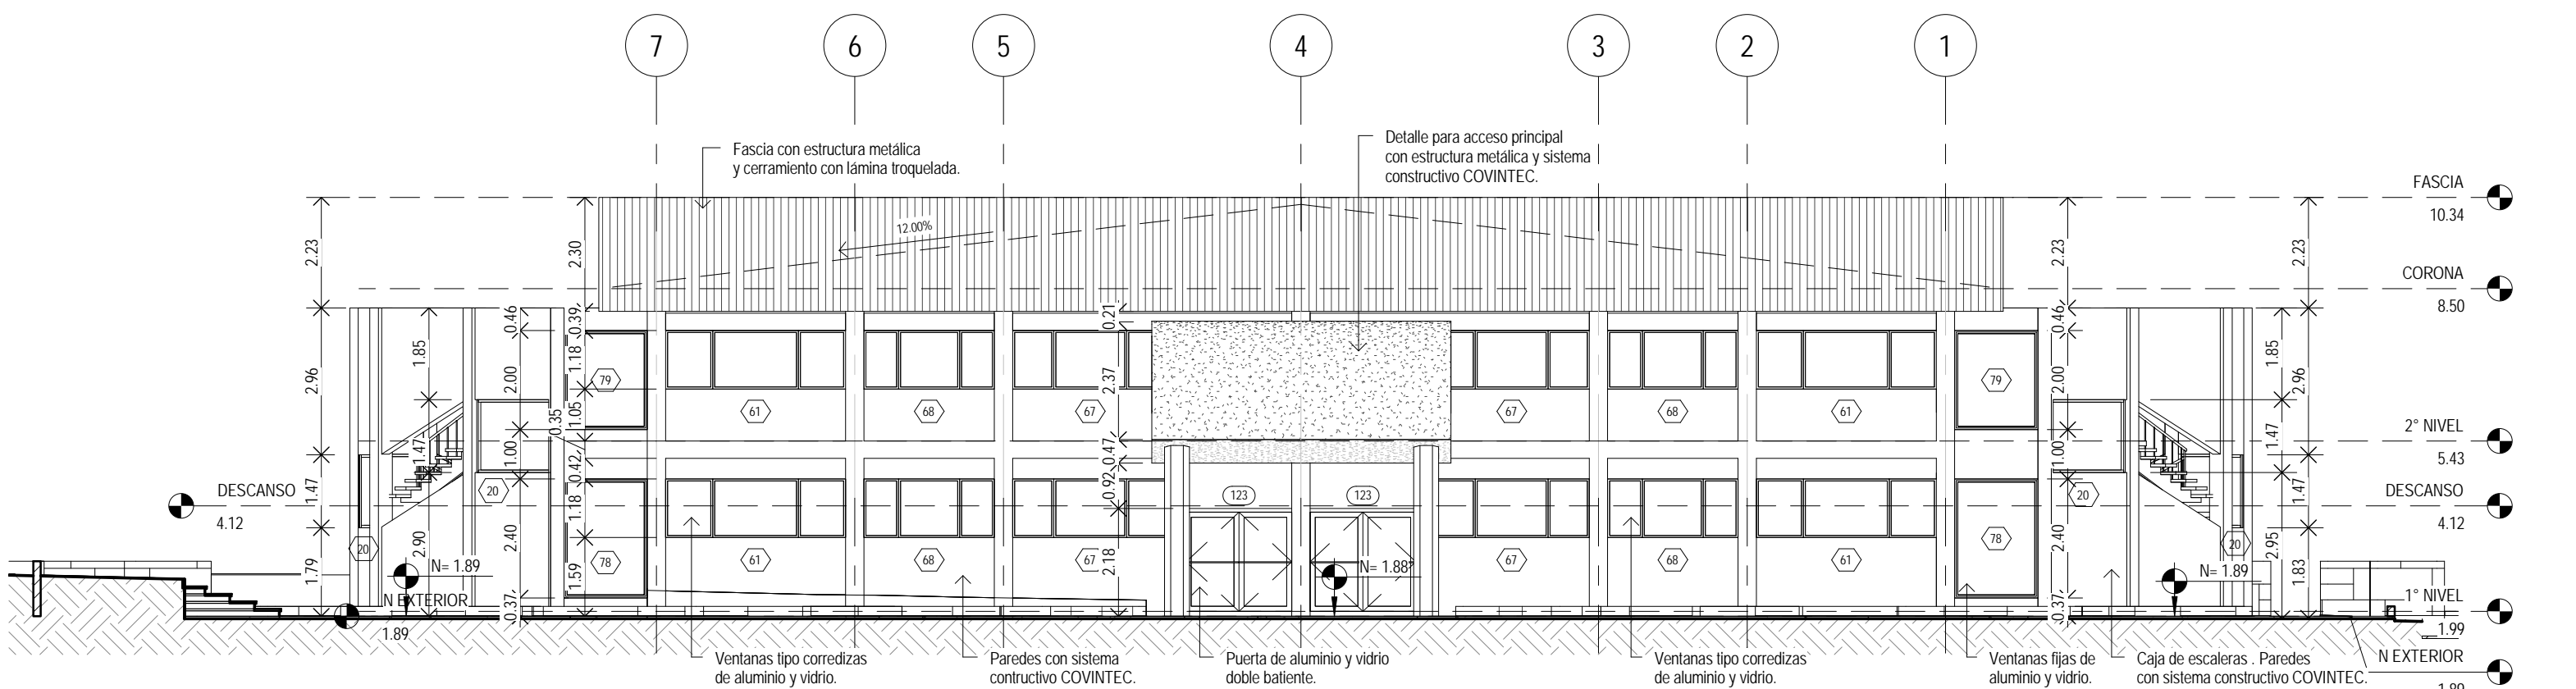 7
6
5
4
3
2
1
Fascia con estructura metálica
y cerramiento con lámina troquelada.
Detalle para acceso principal
con estructura metálica y sistema
constructivo COVINTEC.
FASCIA
10.34
CORONA
8.50
2° NIVEL
5.43
DESCANSO
4.12
1° NIVEL
1.99
N EXTERIOR
DESCANSO
4.12
N EXTERIOR
1.89
12.00%
2.23
2.96
1.47
1.79
1.85
1.47
2.90
0.46
2.00
1.00
2.40
0.37
0.35
2.30
0.39
1.18
1.05
0.42
1.18
1.59
0.21
2.37
0.47
0.92
2.18
2.23
0.46
2.00
1.00
2.40
0.37
1.85
1.47
2.95
2.23
2.96
1.47
1.83
79
61
68
67
67
68
61
79
20
20
78
61
68
67
123
123
67
68
61
78
20
20
N= 1.89
N= 1.88
N= 1.89
Ventanas tipo corredizas
de aluminio y vidrio.
Paredes con sistema
contructivo COVINTEC.
Puerta de aluminio y vidrio
doble batiente.
Ventanas tipo corredizas
de aluminio y vidrio.
Ventanas fijas de
aluminio y vidrio.
Caja de escaleras . Paredes
con sistema constructivo COVINTEC.